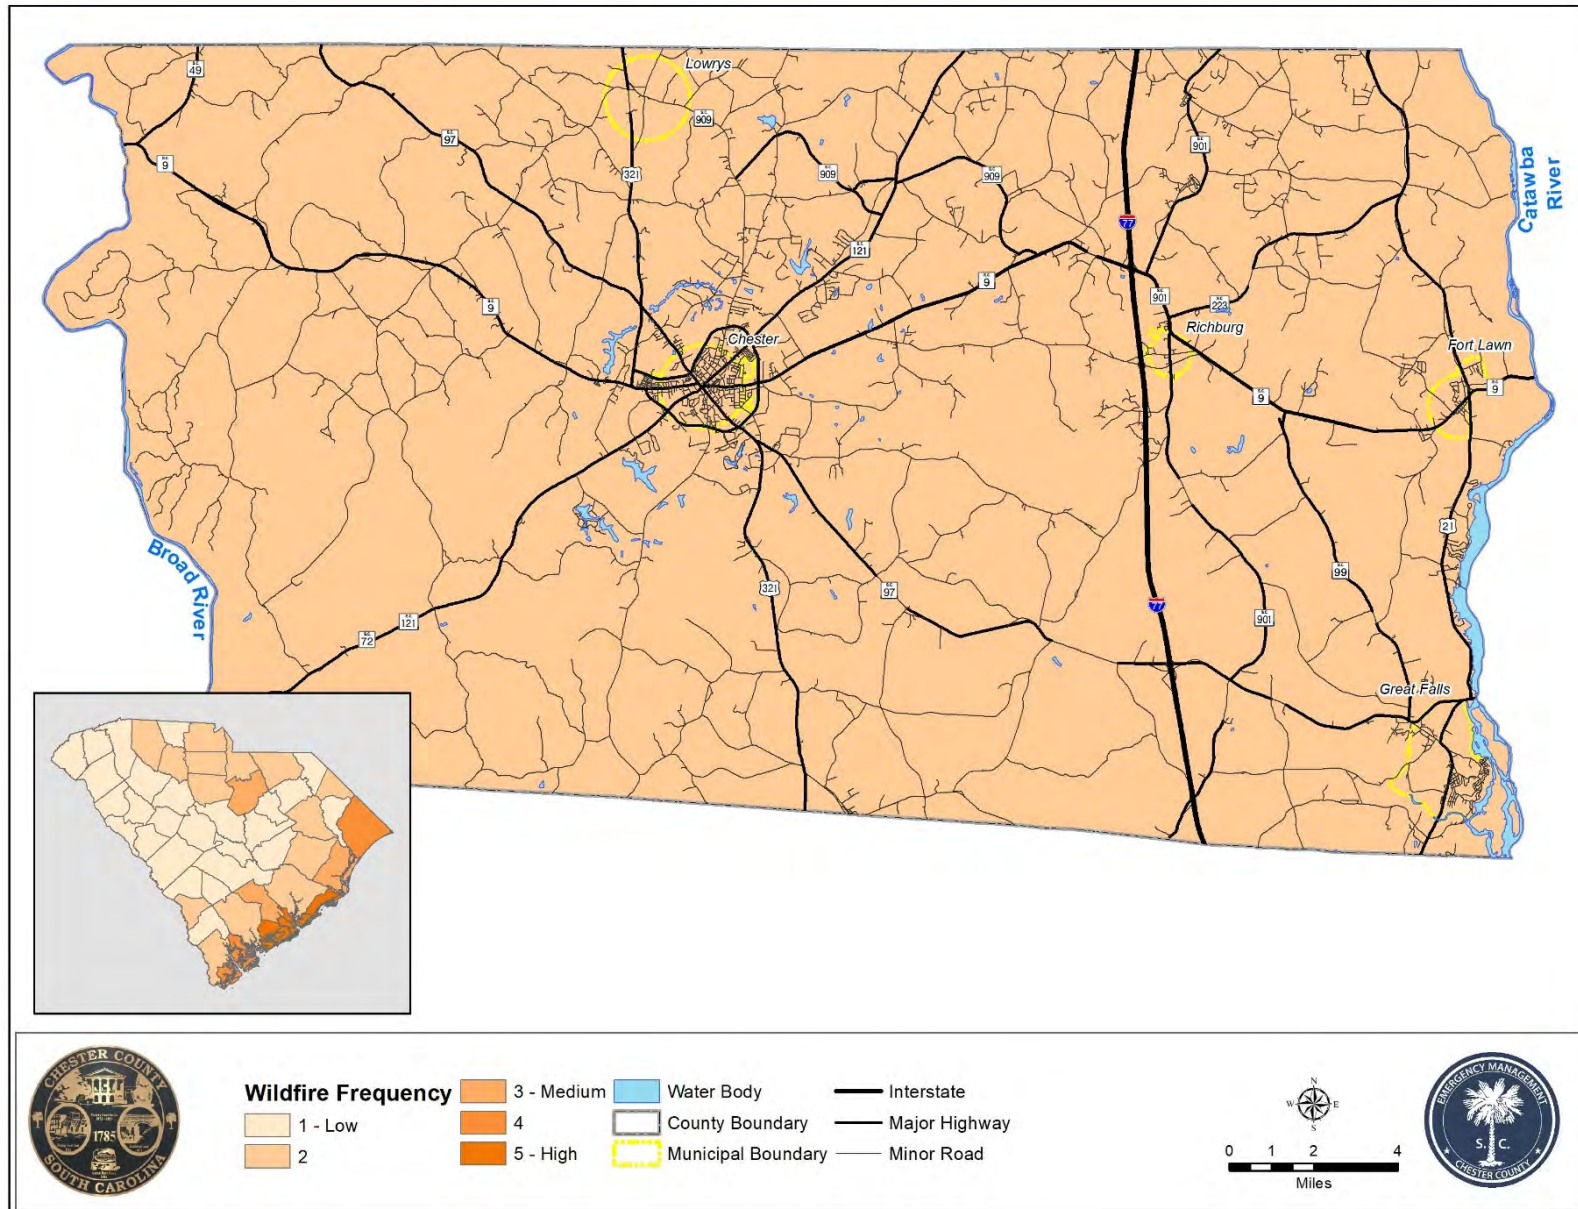 Lowrys
S.C. 49
S.C. 909
S.C. 97
S.C. 901
S.C. 9
321
S.C. 909
S.C. 909
Catawba River
77
S.C. 121
S.C. 9
S.C. 901
S.C. 223
S.C. 9
Richburg
Chester
Fort Lawn
S.C. 9
S.C. 9
21
Broad River
S.C. 99
321
S.C. 97
77
S.C. 901
S.C. 121
S.C. 72
Great Falls
CHESTER COUNTY
1785
SOUTH CAROLINA
Wildfire Frequency
1 - Low
2
3 - Medium
4
5 - High
Water Body
County Boundary
Municipal Boundary
Interstate
Major Highway
Minor Road
N
W E
S
0 1 2 4
Miles
EMERGENCY MANAGEMENT
S. C.
CHESTER COUNTY